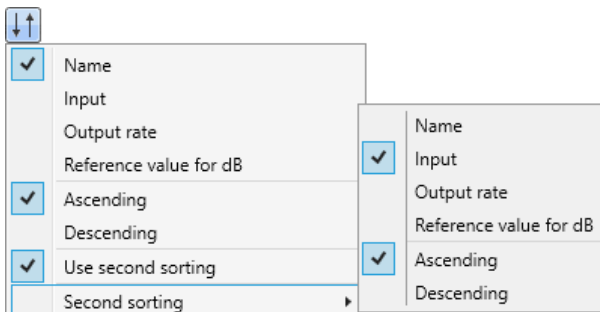 Name
Input
Output rate
Reference value for dB
Ascending
Descending
Use second sorting
Second sorting
Name
Input
Output rate
Reference value for dB
Ascending
Descending